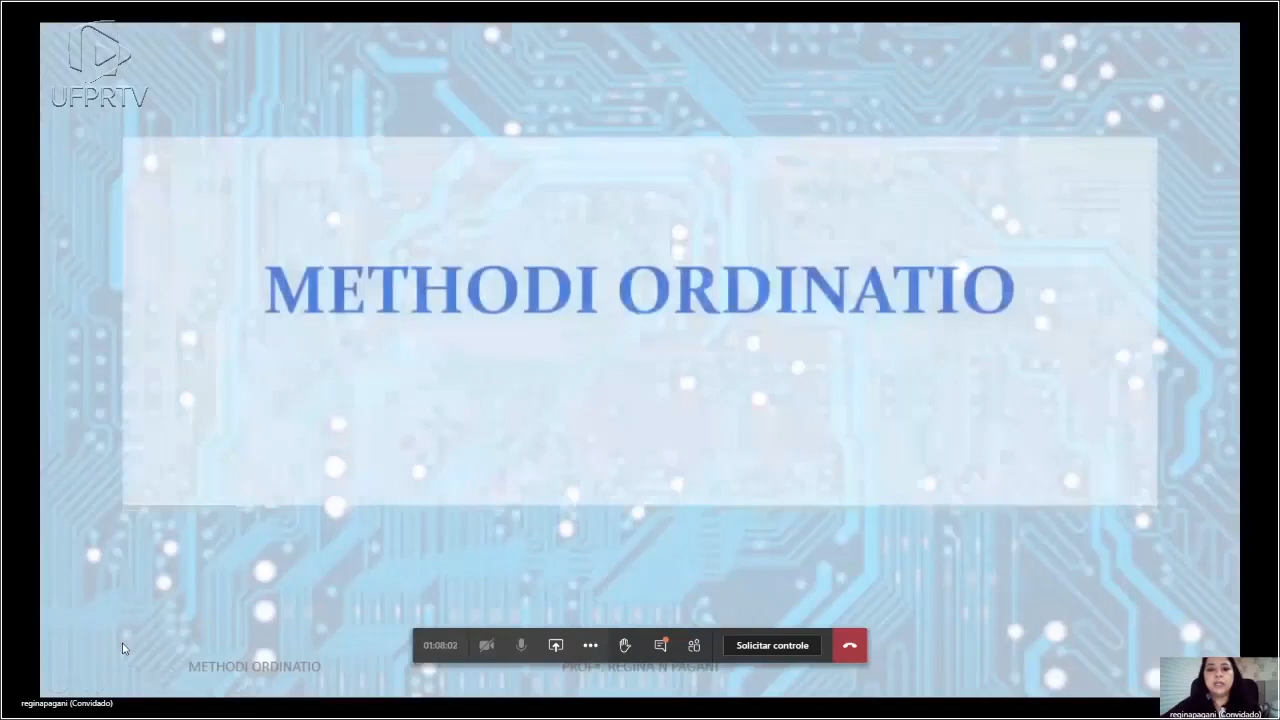 UFPRTV
METHODI ORDINATIO
01:08:02
Solicitar controle
METHODI ORDINATIO
PROFª. REGINA N PAGANI
reginapagani (Convidado)
reginapagani (Convidado)